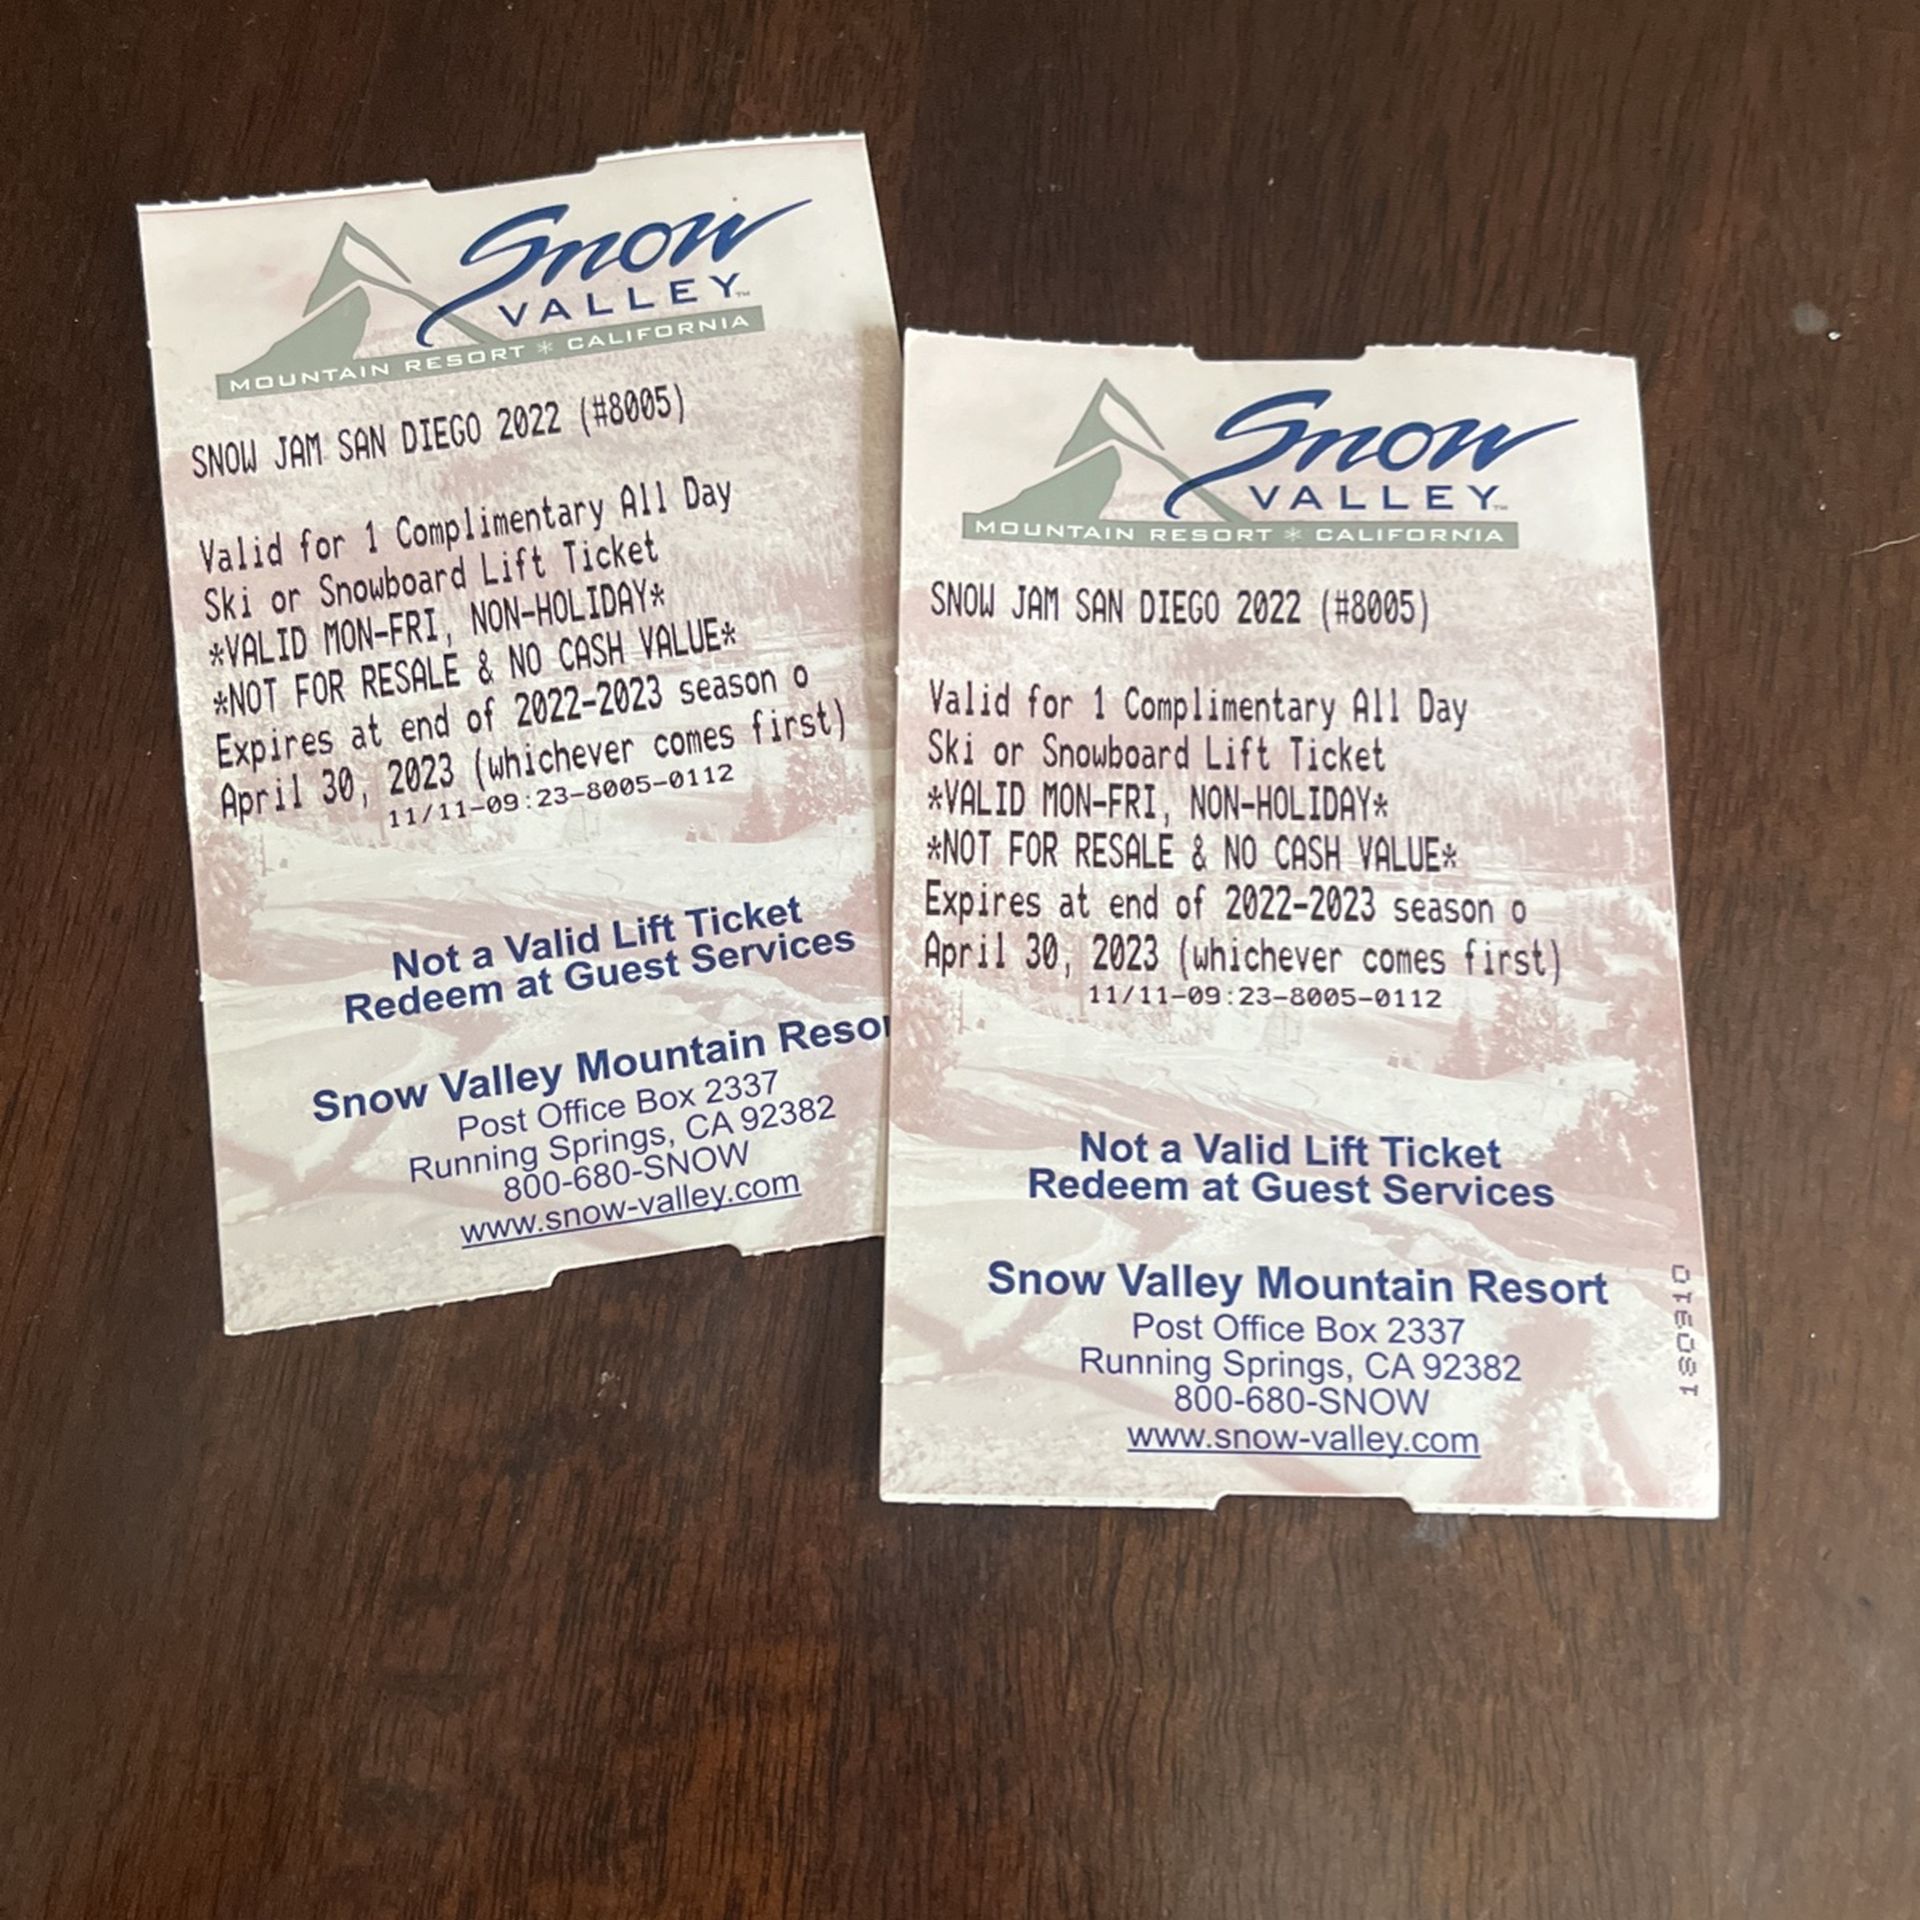 Snow
VALLEY™
MOUNTAIN RESORT * CALIFORNIA
SNOW JAM SAN DIEGO 2022 (#8005)
Valid for 1 Complimentary All Day
Ski or Snowboard Lift Ticket
*VALID MON-FRI, NON-HOLIDAY*
*NOT FOR RESALE & NO CASH VALUE*
Expires at end of 2022-2023 season o
April 30, 2023 (whichever comes first)
11/11-09:23-8005-0112
Not a Valid Lift Ticket
Redeem at Guest Services
Snow Valley Mountain Resor
Post Office Box 2337
Running Springs, CA 92382
800-680-SNOW
www.snow-valley.com
Snow
VALLEY™
MOUNTAIN RESORT * CALIFORNIA
SNOW JAM SAN DIEGO 2022 (#8005)
Valid for 1 Complimentary All Day
Ski or Snowboard Lift Ticket
*VALID MON-FRI, NON-HOLIDAY*
*NOT FOR RESALE & NO CASH VALUE*
Expires at end of 2022-2023 season o
April 30, 2023 (whichever comes first)
11/11-09:23-8005-0112
Not a Valid Lift Ticket
Redeem at Guest Services
Snow Valley Mountain Resort
Post Office Box 2337
Running Springs, CA 92382
800-680-SNOW
www.snow-valley.com